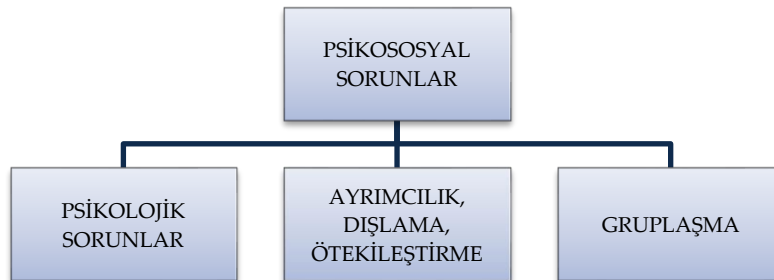 PSİKOSOSYAL
SORUNLAR
PSİKOLOJİK
SORUNLAR
AYRIMCILIK,
DIŞLAMA,
ÖTEKİLEŞTİRME
GRUPLAŞMA